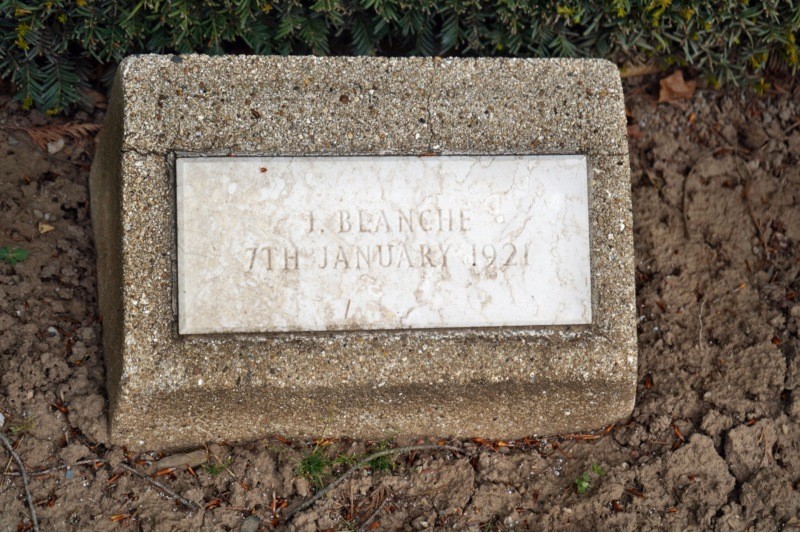 J. BLANCHE
7TH JANUARY 1921